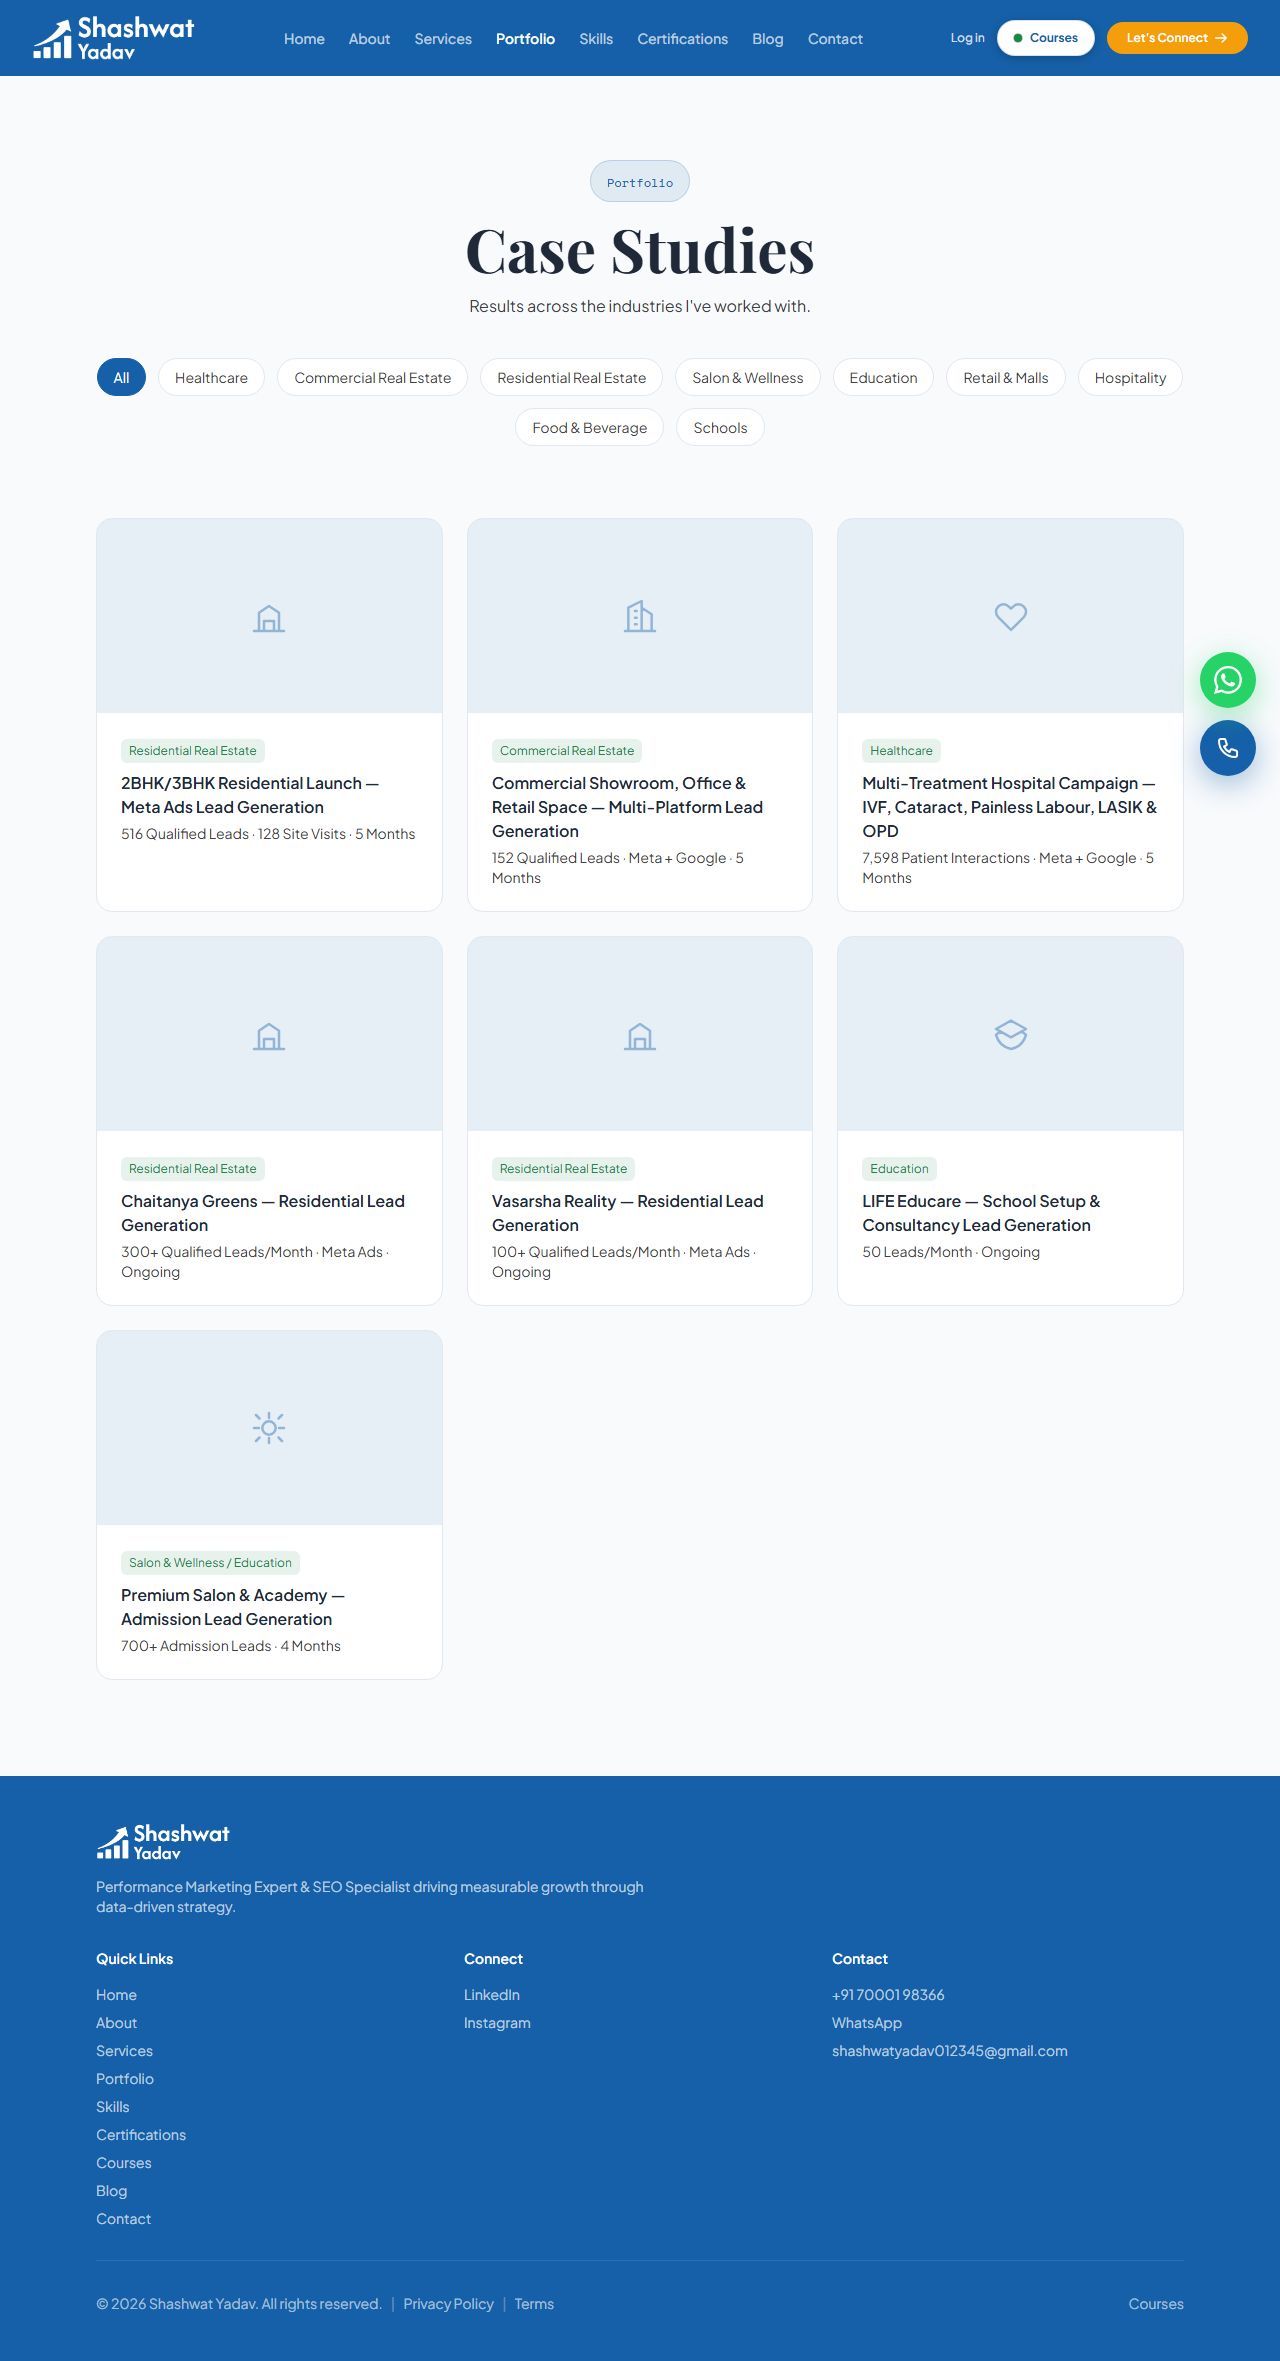 Shashwat
Yadav
Home
About
Services
Portfolio
Skills
Certifications
Blog
Contact
Log in
Courses
Let's Connect →
Portfolio
Case Studies
Results across the industries I've worked with.
All
Healthcare
Commercial Real Estate
Residential Real Estate
Salon & Wellness
Education
Retail & Malls
Hospitality
Food & Beverage
Schools
Residential Real Estate
2BHK/3BHK Residential Launch —
Meta Ads Lead Generation
516 Qualified Leads · 128 Site Visits · 5 Months
Commercial Real Estate
Commercial Showroom, Office &
Retail Space — Multi-Platform Lead
Generation
152 Qualified Leads · Meta + Google · 5
Months
Healthcare
Multi-Treatment Hospital Campaign —
IVF, Cataract, Painless Labour, LASIK &
OPD
7,598 Patient Interactions · Meta + Google · 5
Months
Residential Real Estate
Chaitanya Greens — Residential Lead
Generation
300+ Qualified Leads/Month · Meta Ads ·
Ongoing
Residential Real Estate
Vasarsha Reality — Residential Lead
Generation
100+ Qualified Leads/Month · Meta Ads ·
Ongoing
Education
LIFE Educare — School Setup &
Consultancy Lead Generation
50 Leads/Month · Ongoing
Salon & Wellness / Education
Premium Salon & Academy —
Admission Lead Generation
700+ Admission Leads · 4 Months
Shashwat
Yadav
Performance Marketing Expert & SEO Specialist driving measurable growth through
data-driven strategy.
Quick Links
Home
About
Services
Portfolio
Skills
Certifications
Courses
Blog
Contact
Connect
LinkedIn
Instagram
Contact
+91 70001 98366
WhatsApp
shashwatyadav012345@gmail.com
© 2026 Shashwat Yadav. All rights reserved. | Privacy Policy | Terms
Courses